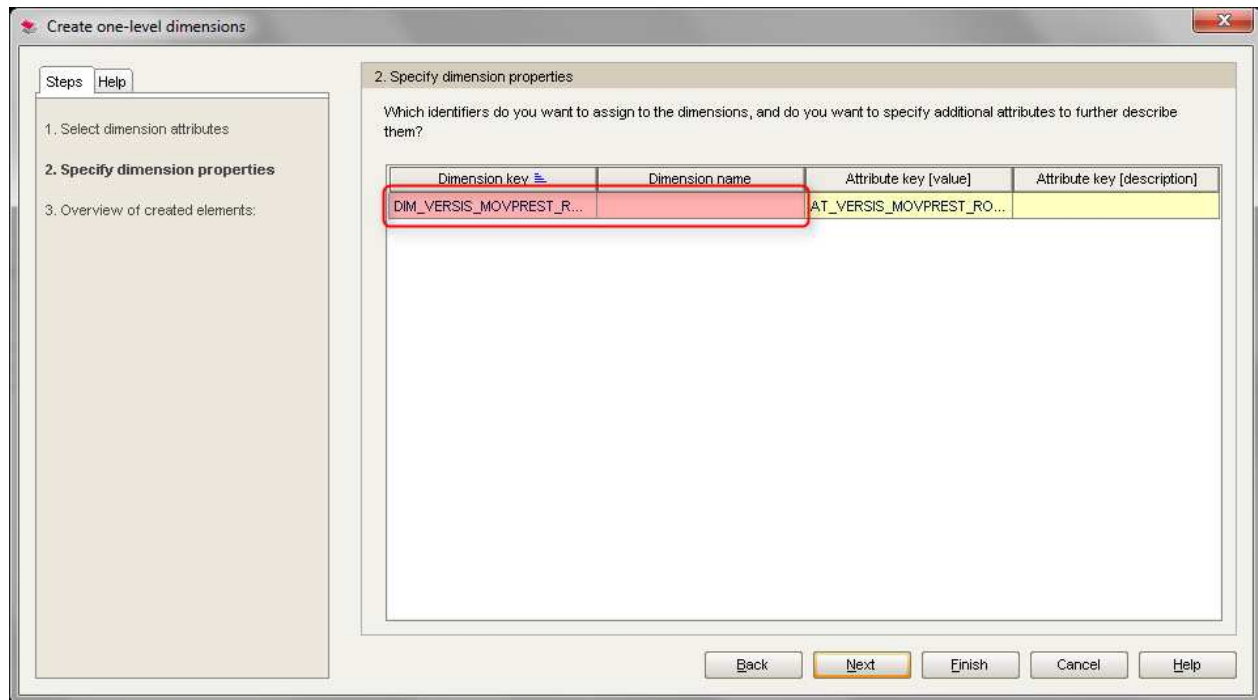 Create one-level dimensions
Steps Help
1. Select dimension attributes
2. Specify dimension properties
3. Overview of created elements:
2. Specify dimension properties
Which identifiers do you want to assign to the dimensions, and do you want to specify additional attributes to further describe
them?
Dimension key Dimension name Attribute key [value] Attribute key [description]
DIM_VERSIS_MOVPREST_R... AT_VERSIS_MOVPREST_RO...
Back Next Finish Cancel Help